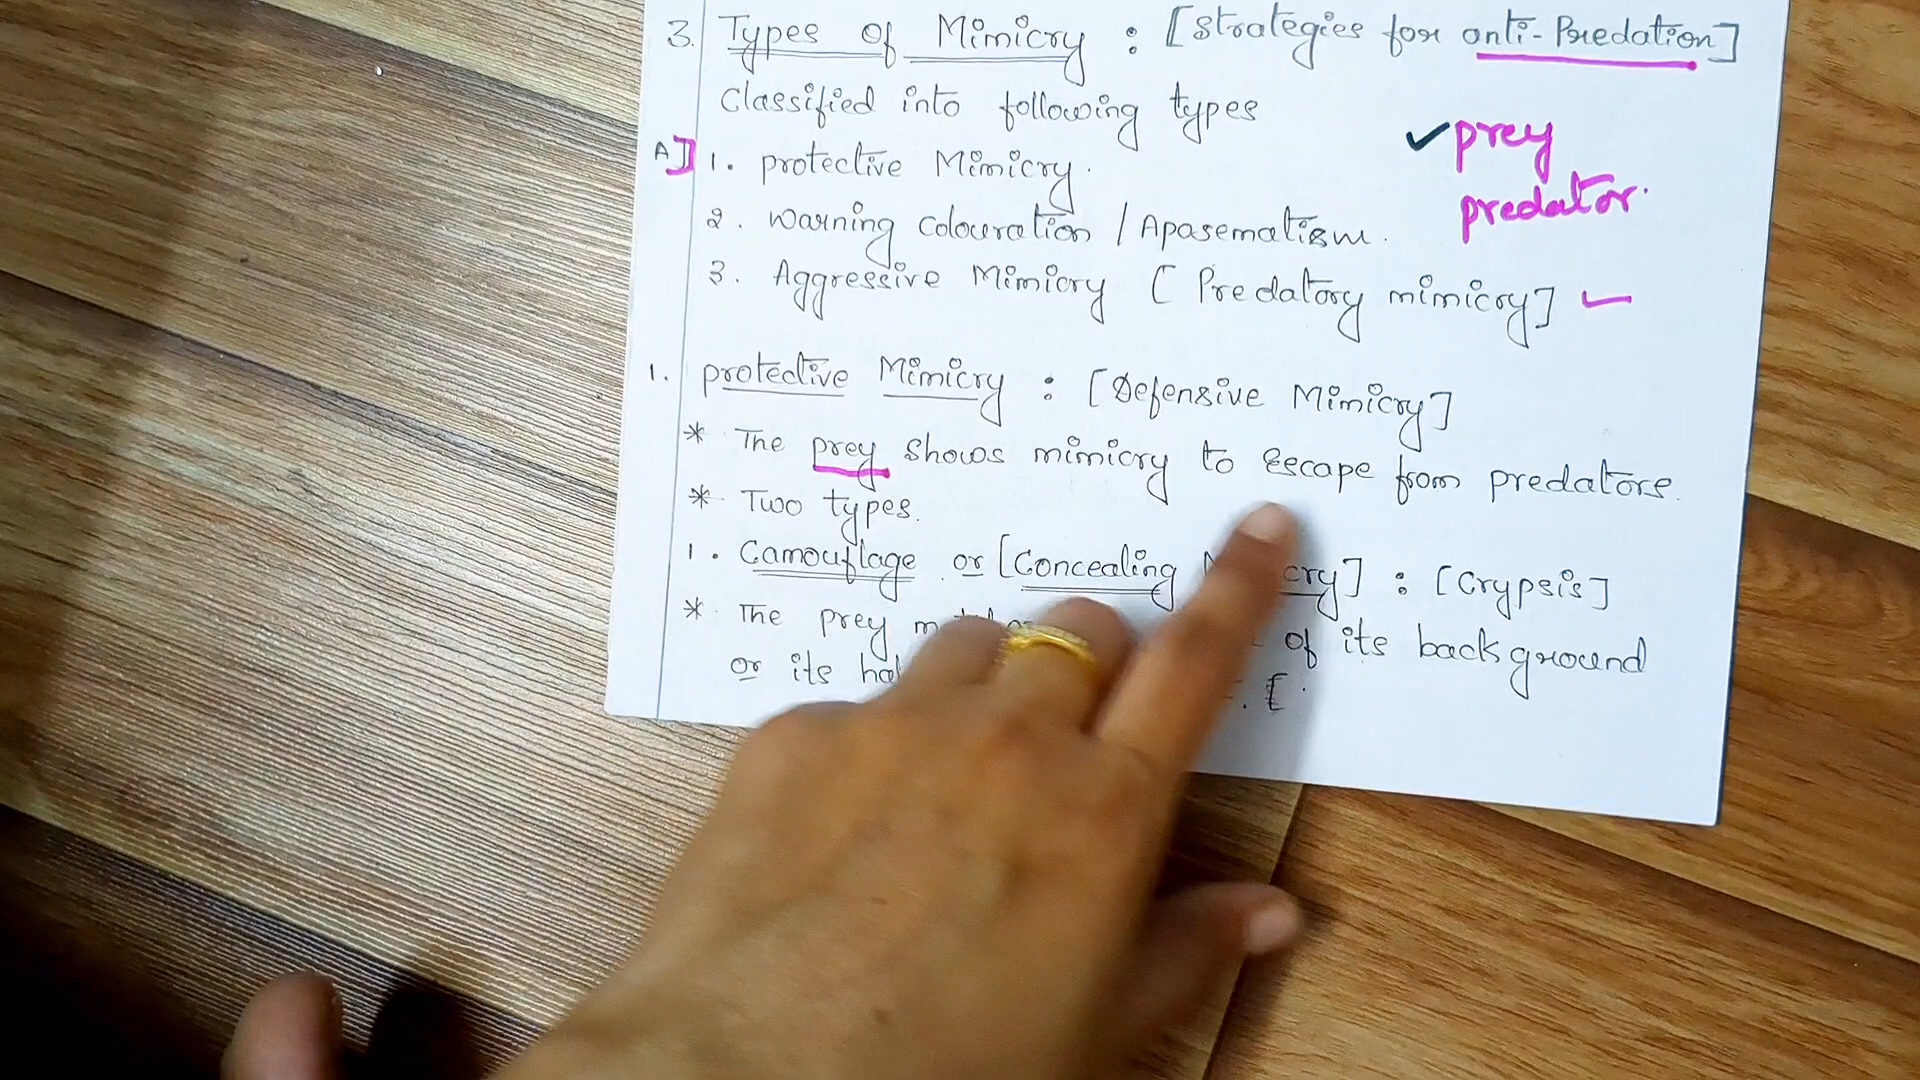 3. Types of Mimicry : [Strategies for anti-Predation]
Classified into following types
✓prey
predator.
A] 1. protective Mimicry.
2. Warning Colouration / Apasematism.
3. Aggressive Mimicry [Predatory mimicry]
1. protective Mimicry : [Defensive Mimicry]
* The prey shows mimicry to escape from predators.
* Two types.
1. Camouflage or [Concealing cry] : [Crypsis]
* The prey of its background
or its